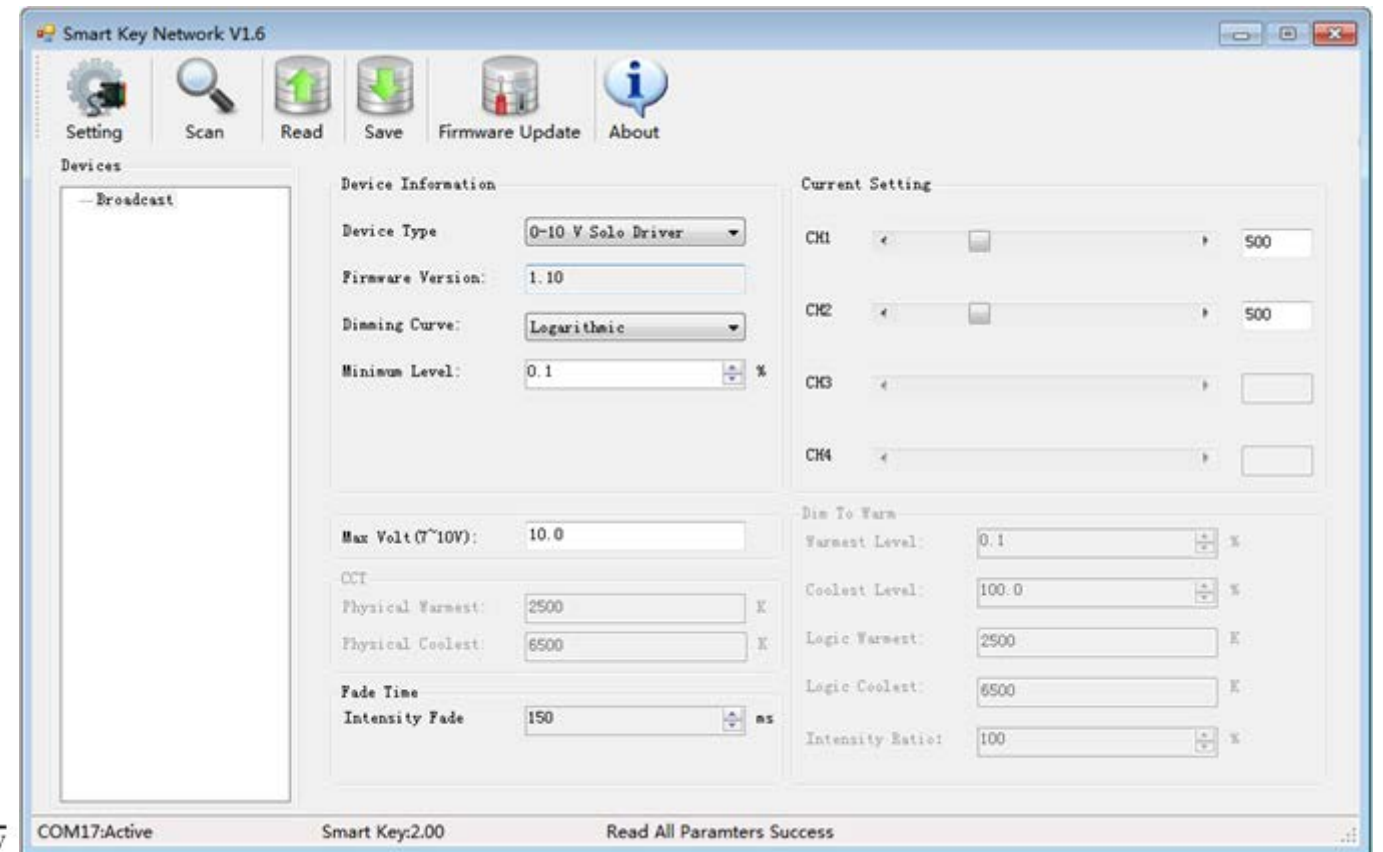 Smart Key Network V1.6
Setting Scan Read Save Firmware Update About
Devices
Broadcast
Device Information
Device Type 0-10 V Solo Driver
Firmware Version: 1.10
Dimming Curve: Logarithmic
Minimum Level: 0.1 %
Max Volt(7~10V): 10.0
CCT
Physical Warmest: 2500 K
Physical Coolest: 6500 K
Fade Time
Intensity Fade 150 ms
Current Setting
CH1 500
CH2 500
CH3
CH4
Dim To Warm
Warmest Level: 0.1 %
Coolest Level: 100.0 %
Logic Warmest: 2500 K
Logic Coolest: 6500 K
Intensity Ratio: 100 %
COM17:Active Smart Key:2.00 Read All Paramters Success